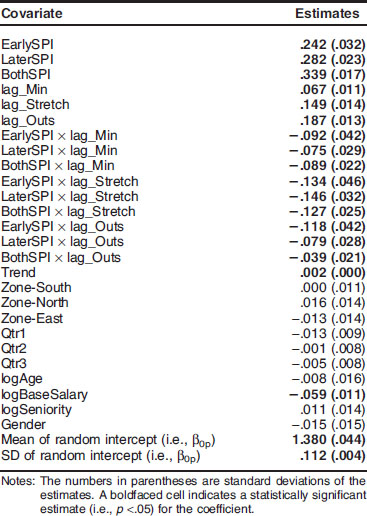 Covariate Estimates
EarlySPI .242 (.032)
LaterSPI .282 (.023)
BothSPI .339 (.017)
lag_Min .067 (.011)
lag_Stretch .149 (.014)
lag_Outs .187 (.013)
EarlySPI × lag_Min −.092 (.042)
LaterSPI × lag_Min −.075 (.029)
BothSPI × lag_Min −.089 (.022)
EarlySPI × lag_Stretch −.134 (.046)
LaterSPI × lag_Stretch −.146 (.032)
BothSPI × lag_Stretch −.127 (.025)
EarlySPI × lag_Outs −.118 (.042)
LaterSPI × lag_Outs −.079 (.028)
BothSPI × lag_Outs −.039 (.021)
Trend .002 (.000)
Zone-South .000 (.011)
Zone-North .016 (.014)
Zone-East −.013 (.014)
Qtr1 −.013 (.009)
Qtr2 −.001 (.008)
Qtr3 −.005 (.008)
logAge −.008 (.016)
logBaseSalary −.059 (.011)
logSeniority .011 (.014)
Gender −.015 (.015)
Mean of random intercept (i.e., β0p) 1.380 (.044)
SD of random intercept (i.e., β0p) .112 (.004)
Notes: The numbers in parentheses are standard deviations of the
estimates. A boldfaced cell indicates a statistically significant
estimate (i.e., p <.05) for the coefficient.